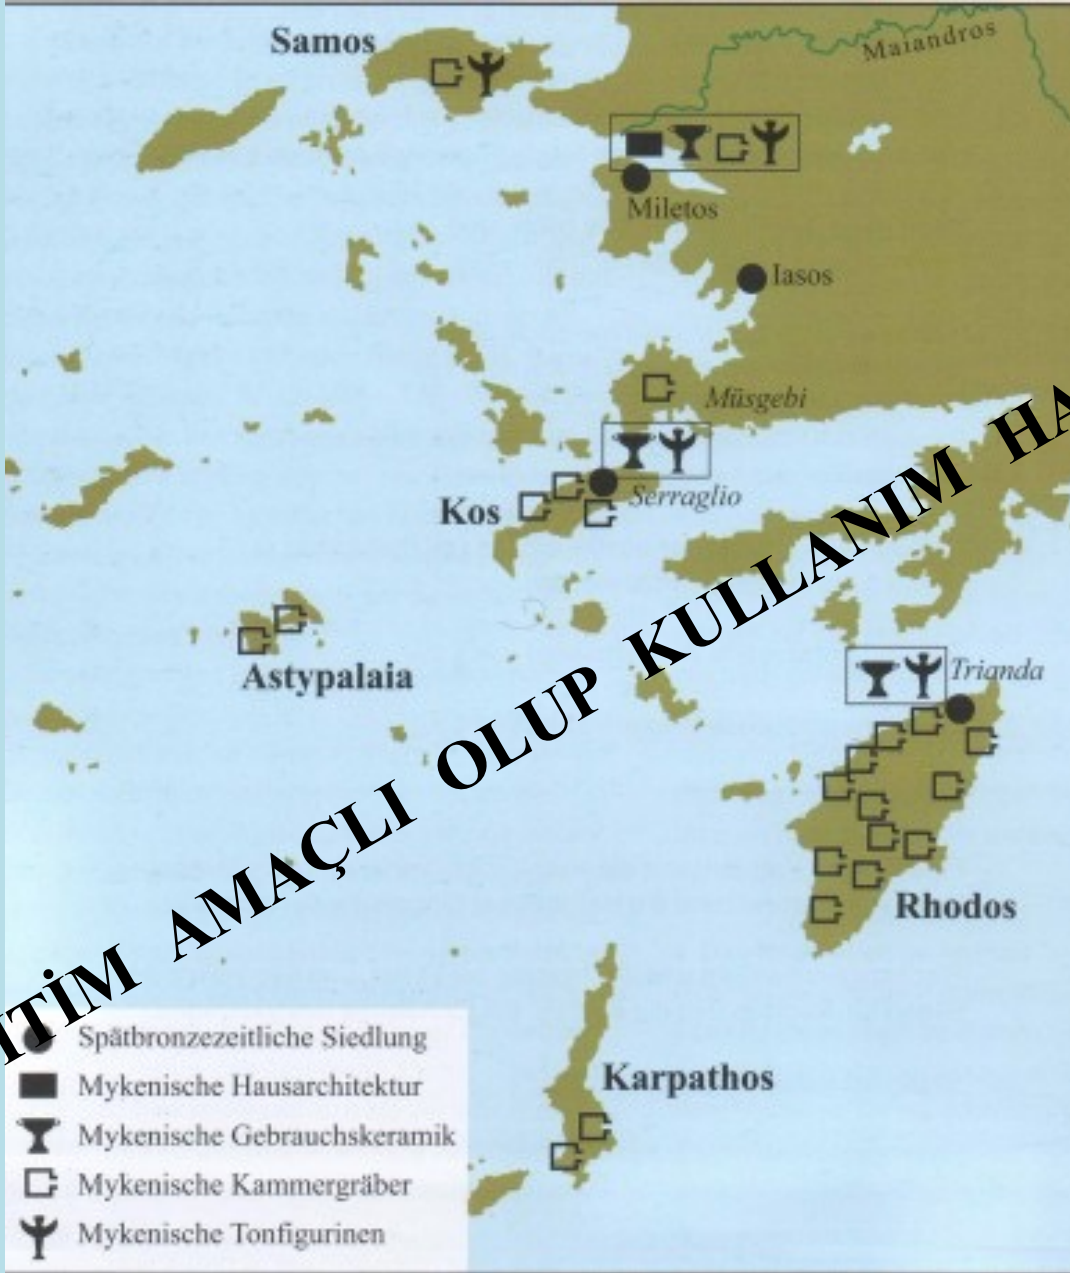 Samos
Maiandros
Miletos
Iasos
Müsgebi
Serraglio
Kos
Astypalaia
Trianda
Rhodos
Karpathos
İTİM AMAÇLI OLUP KULLANIM HA
Spätbronzezeitliche Siedlung
Mykenische Hausarchitektur
Mykenische Gebrauchskeramik
Mykenische Kammergräber
Mykenische Tonfigurinen